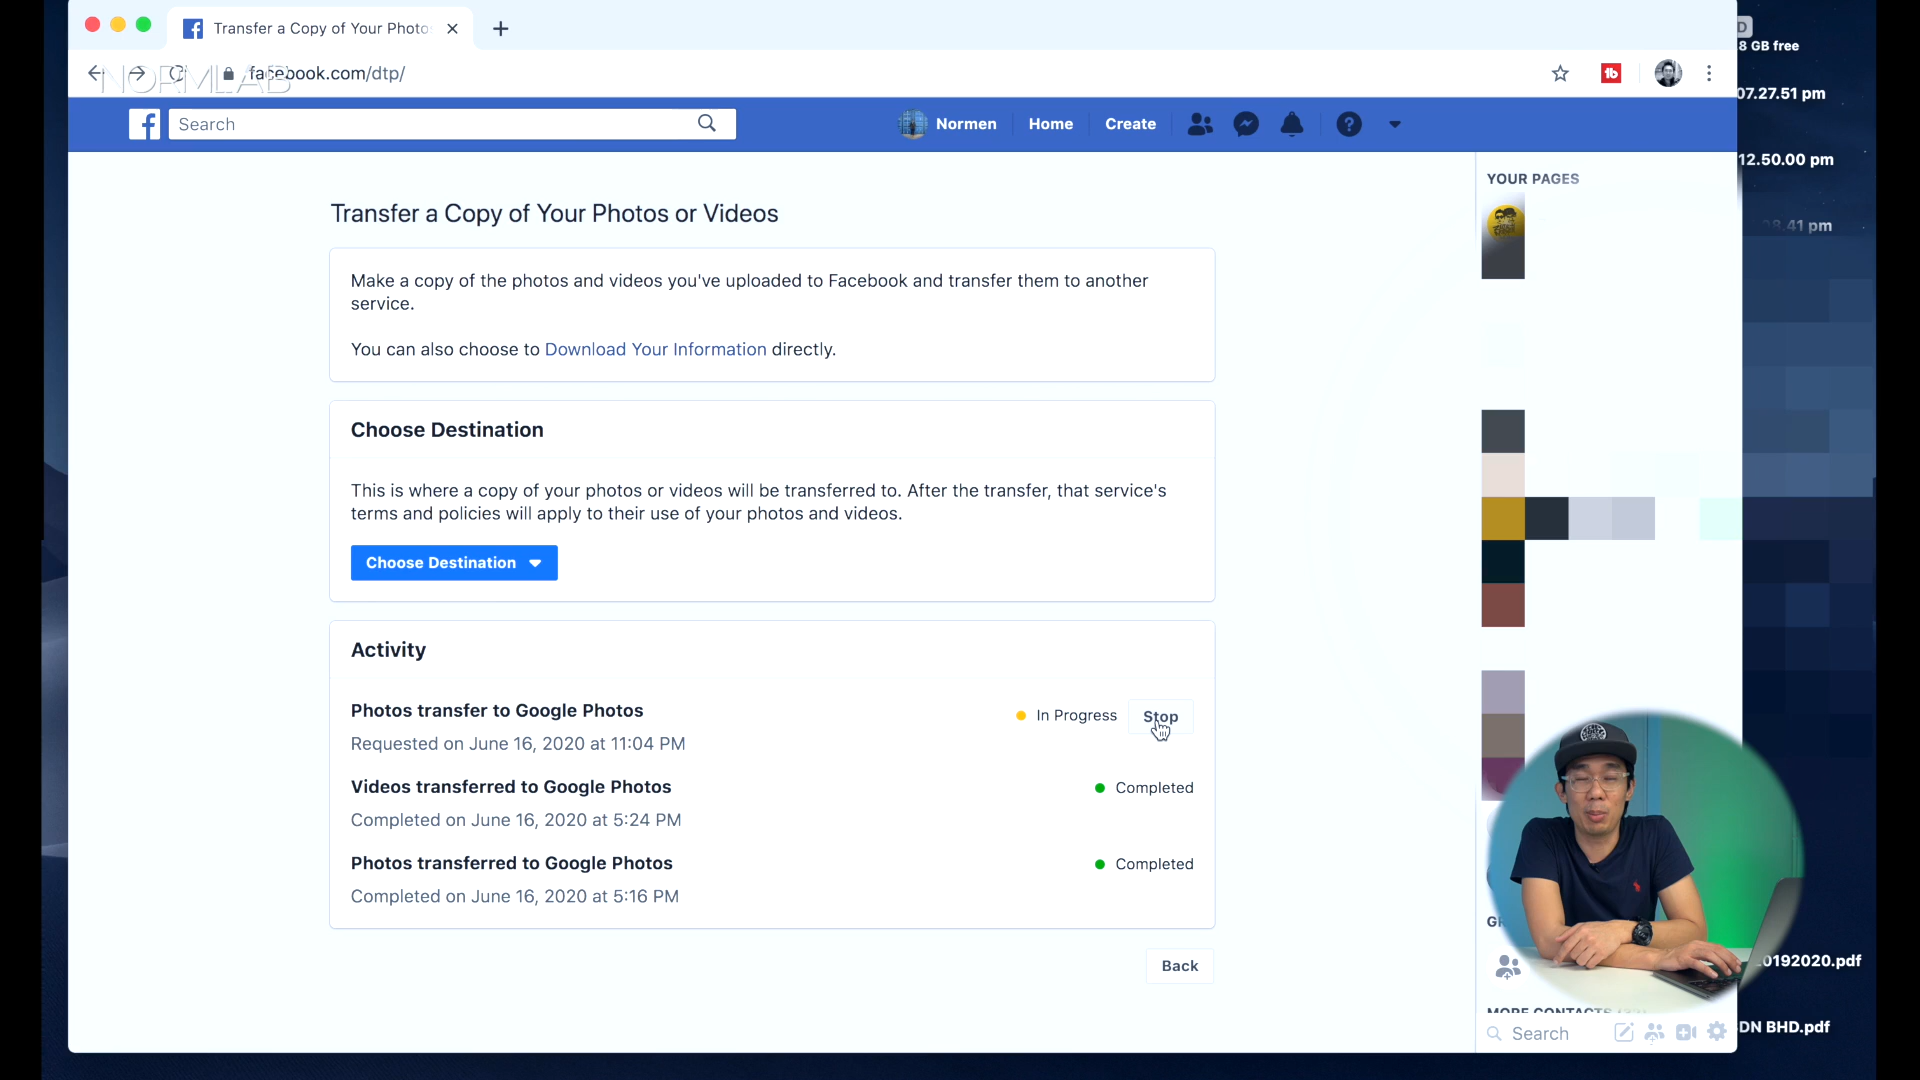 Transfer a Copy of Your Photo
NORMLAB
facebook.com/dtp/
Search
Normen
Home
Create
Transfer a Copy of Your Photos or Videos
Make a copy of the photos and videos you've uploaded to Facebook and transfer them to another
service.
You can also choose to Download Your Information directly.
Choose Destination
This is where a copy of your photos or videos will be transferred to. After the transfer, that service's
terms and policies will apply to their use of your photos and videos.
Choose Destination
Activity
Photos transfer to Google Photos
In Progress
Stop
Requested on June 16, 2020 at 11:04 PM
Videos transferred to Google Photos
Completed
Completed on June 16, 2020 at 5:24 PM
Photos transferred to Google Photos
Completed
Completed on June 16, 2020 at 5:16 PM
Back
YOUR PAGES
MORE CONTACTS
Search
D
8 GB free
07.27.51 pm
12.50.00 pm
08.41 pm
0192020.pdf
DN BHD.pdf